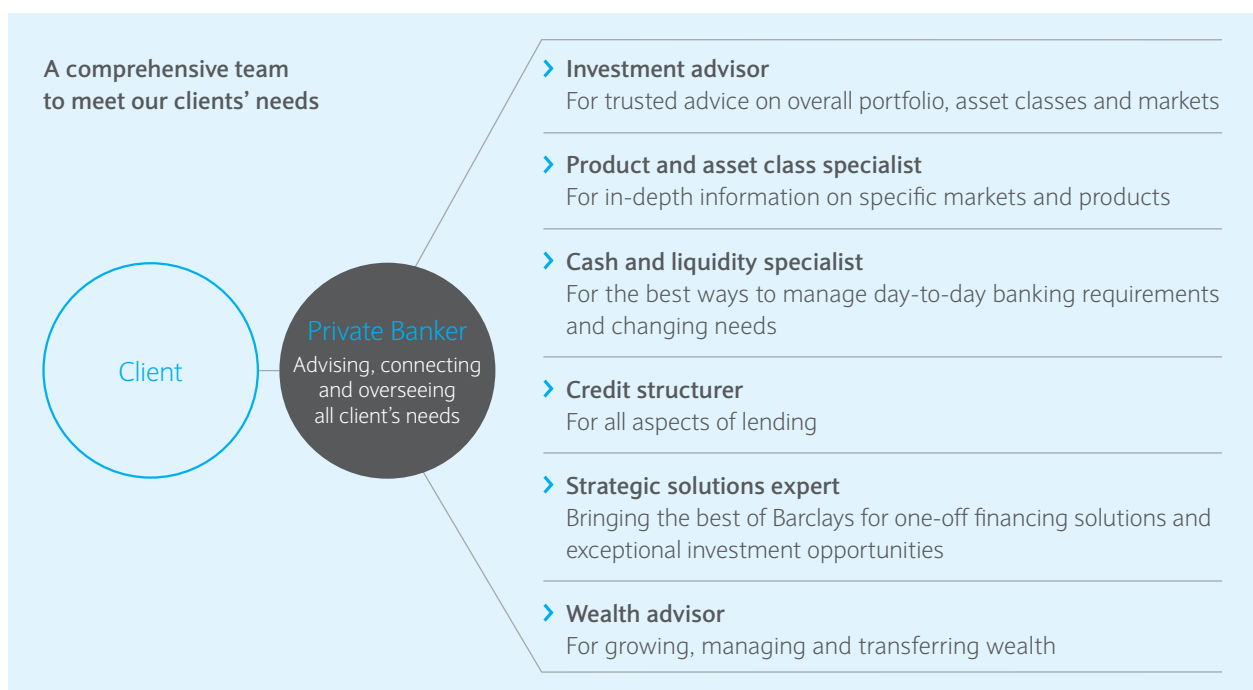 A comprehensive team
to meet our clients’ needs
Client
Private Banker
Advising, connecting
and overseeing
all client’s needs
Investment advisor
For trusted advice on overall portfolio, asset classes and markets
Product and asset class specialist
For in-depth information on specific markets and products
Cash and liquidity specialist
For the best ways to manage day-to-day banking requirements
and changing needs
Credit structurer
For all aspects of lending
Strategic solutions expert
Bringing the best of Barclays for one-off financing solutions and
exceptional investment opportunities
Wealth advisor
For growing, managing and transferring wealth